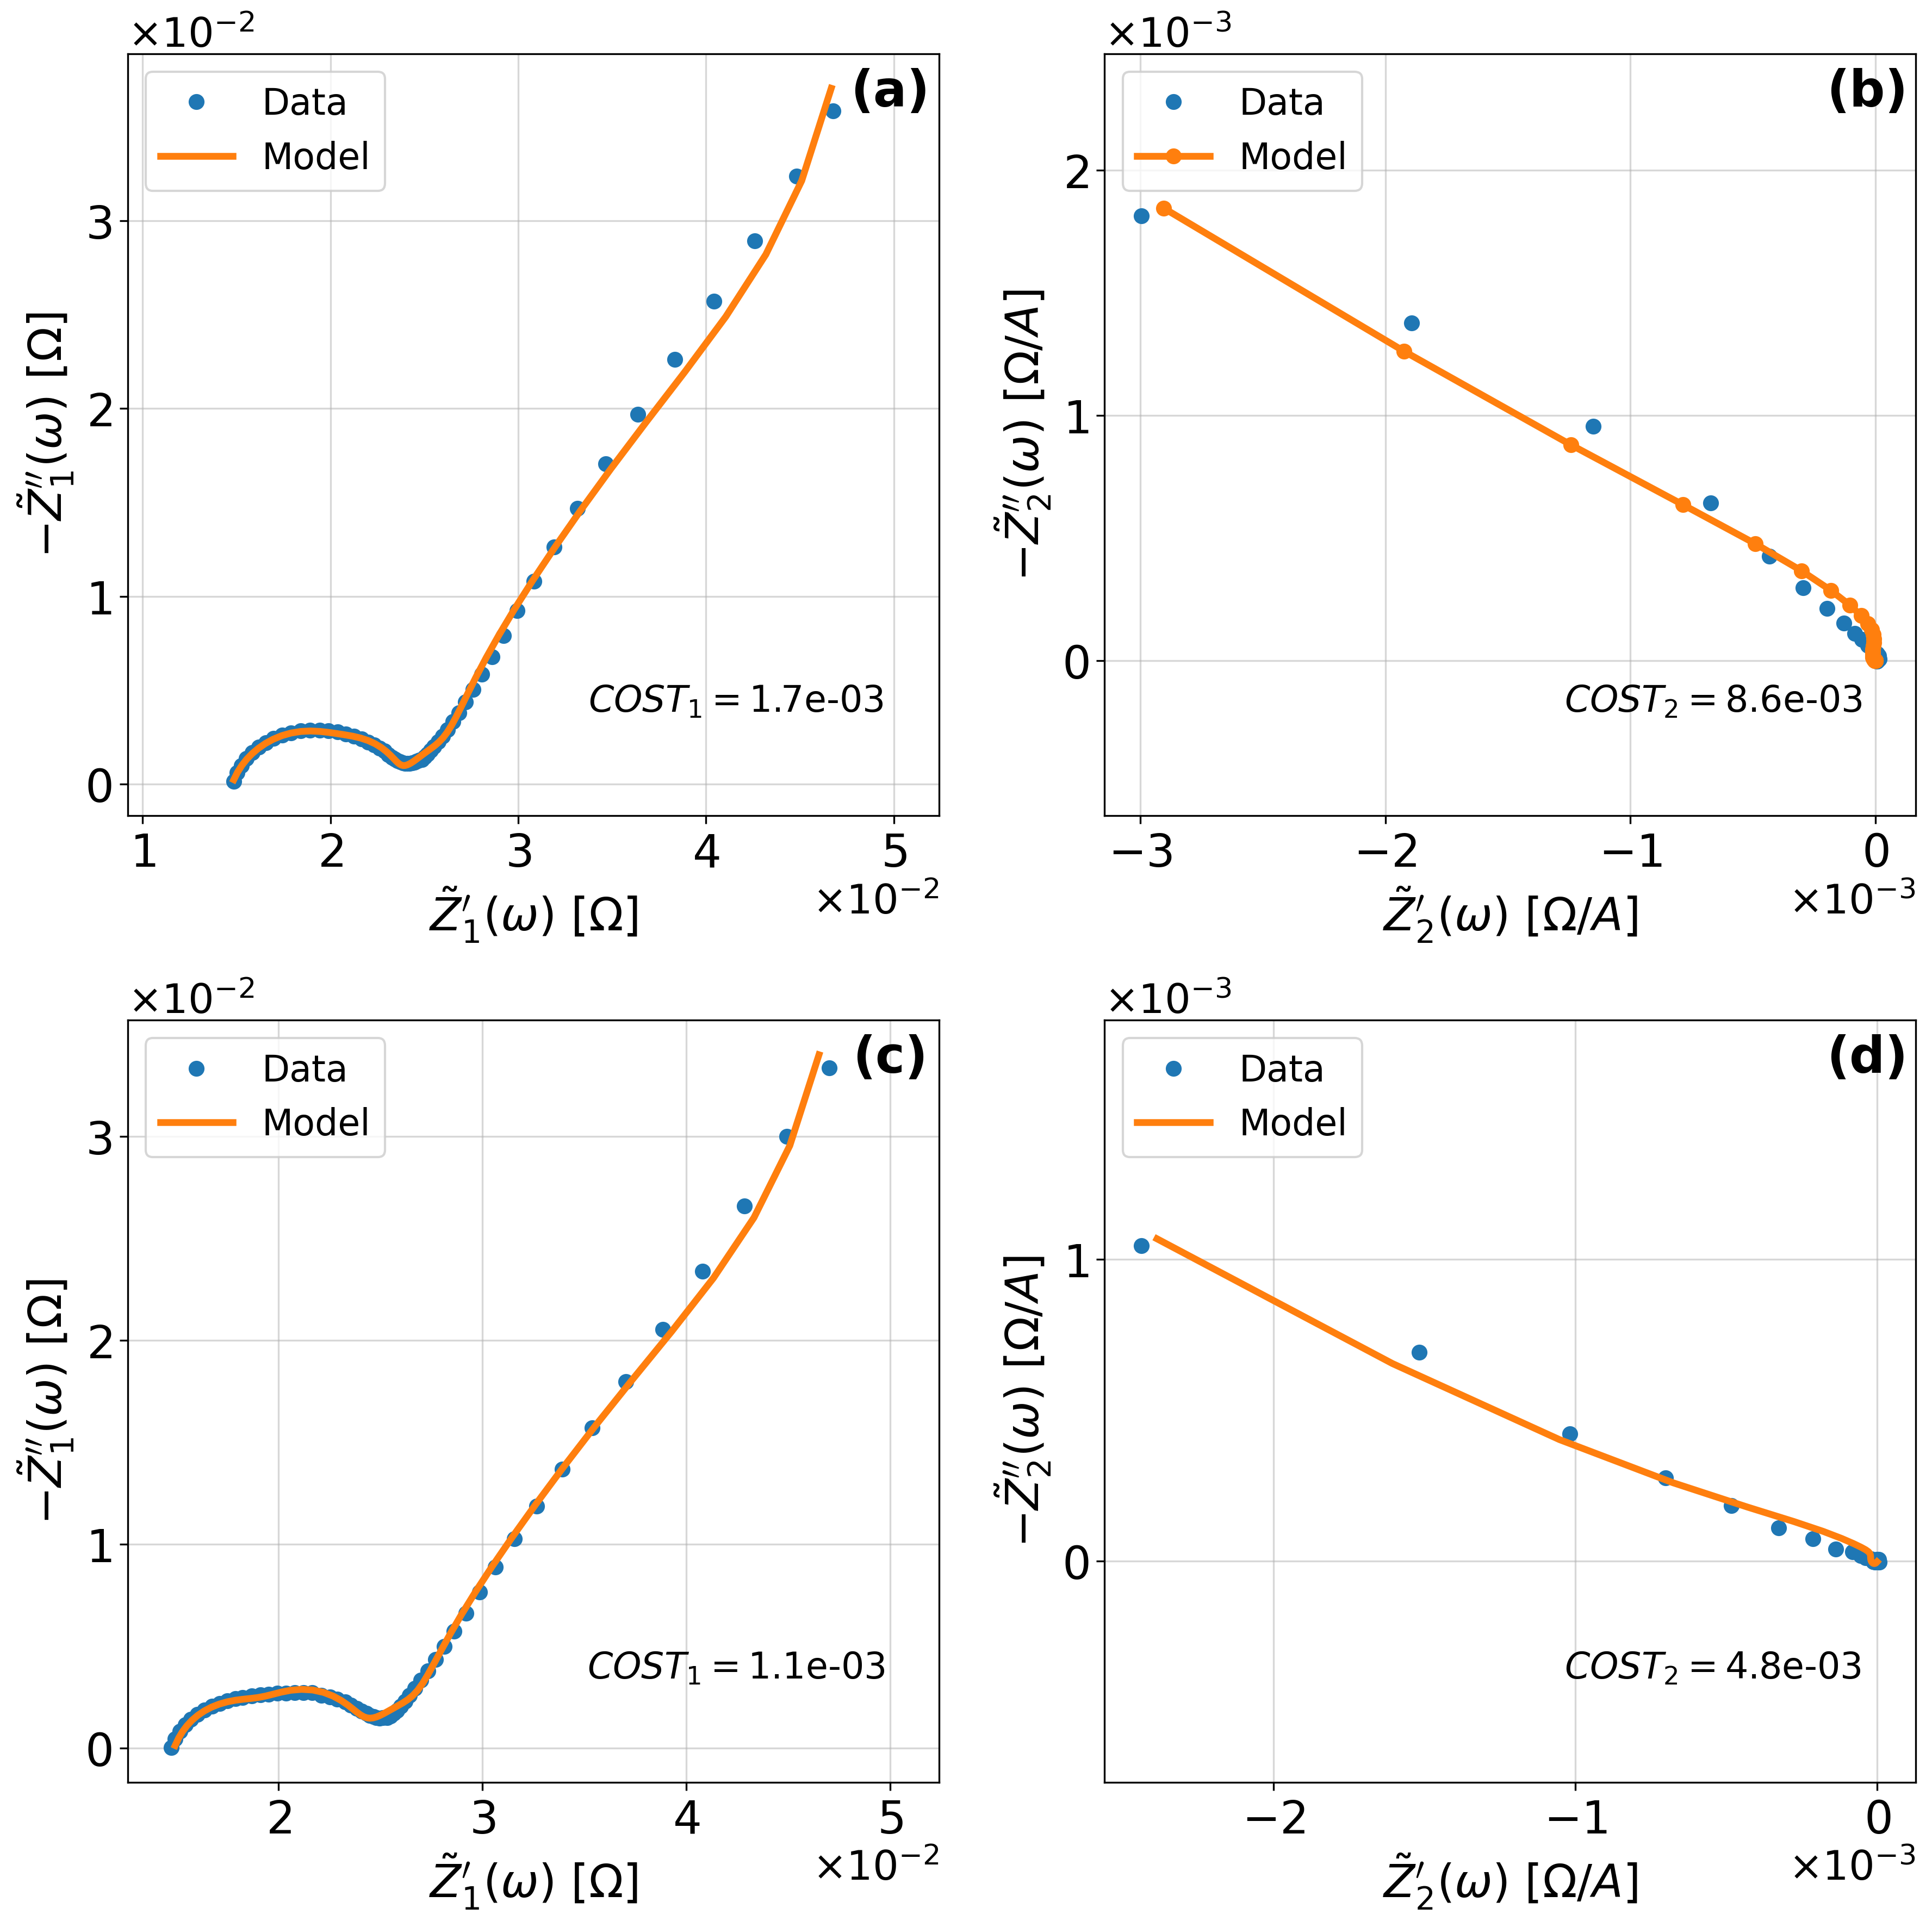 ×10⁻²
(a)
Data
Model
−Z̃₁″(ω) [Ω]
3
2
1
0
COST₁ = 1.7e-03
1 2 3 4 5
×10⁻²
Z̃₁′(ω) [Ω]
×10⁻³
(b)
Data
Model
−Z̃₂″(ω) [Ω/A]
2
1
0
COST₂ = 8.6e-03
−3 −2 −1 0
×10⁻³
Z̃₂′(ω) [Ω/A]
×10⁻²
(c)
Data
Model
−Z̃₁″(ω) [Ω]
3
2
1
0
COST₁ = 1.1e-03
2 3 4 5
×10⁻²
Z̃₁′(ω) [Ω]
×10⁻³
(d)
Data
Model
−Z̃₂″(ω) [Ω/A]
1
0
COST₂ = 4.8e-03
−2 −1 0
×10⁻³
Z̃₂′(ω) [Ω/A]